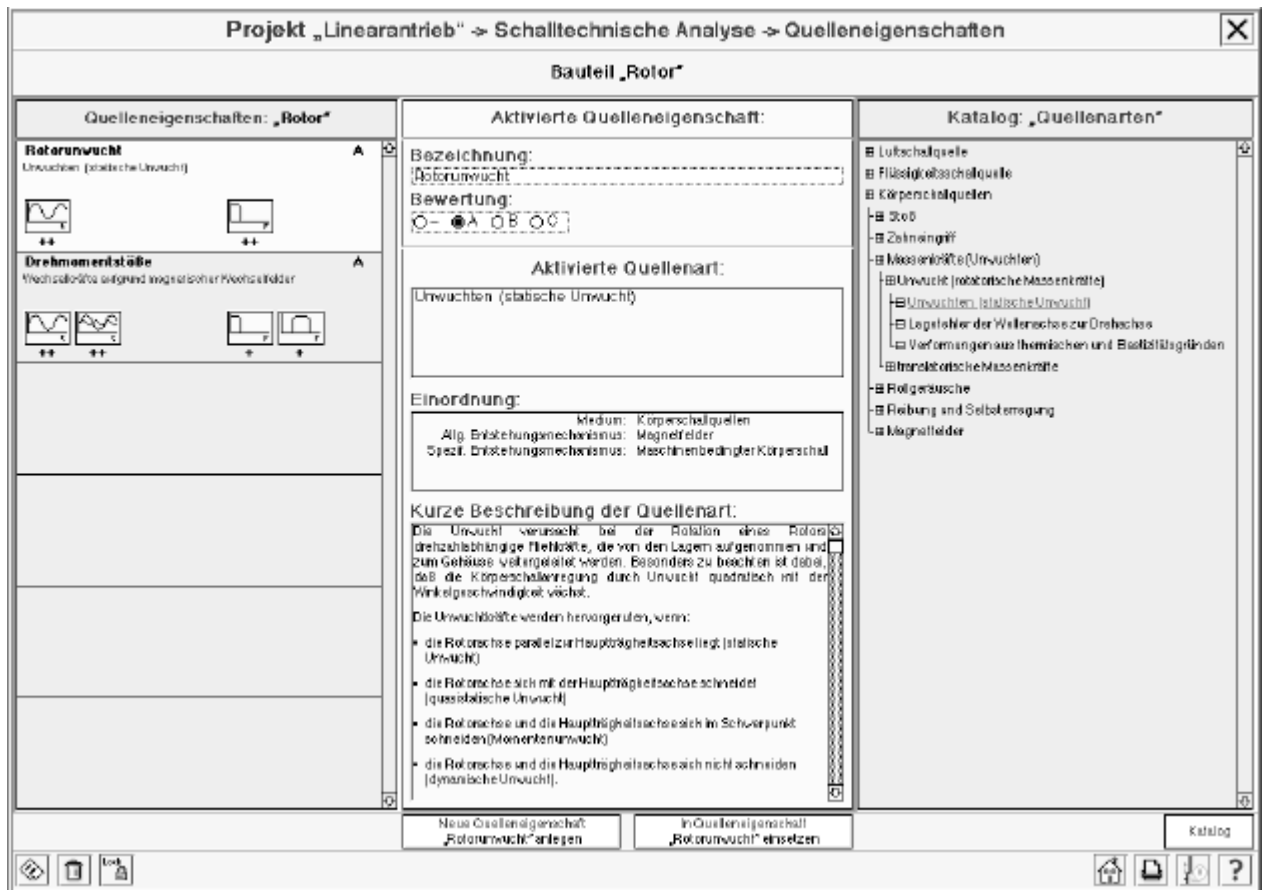 Projekt „Linearantrieb“ -> Schalltechnische Analyse -> Quelleneigenschaften
Bauteil „Rotor“
Quelleneigenschaften: „Rotor“
Rotorunwucht A
Unwuchten (statische Unwucht)
t f
++ ++
Drehmomentstöße A
Wechselkräfte aufgrund magnetischer Wechselfelder
t t f f
++ ++ + +
Aktivierte Quelleneigenschaft:
Bezeichnung:
Rotorunwucht
Bewertung:
– A B C
Aktivierte Quellenart:
Unwuchten (statische Unwucht)
Einordnung:
Medium: Körperschallquellen
Allg. Entstehungsmechanismus: Magnetfelder
Spezif. Entstehungsmechanismus: Maschinenbedingter Körperschall
Kurze Beschreibung der Quellenart:
Die Unwucht verursacht bei der Rotation eines Rotors
drehzahlabhängige Fliehkräfte, die von den Lagern aufgenommen und
zum Gehäuse weitergeleitet werden. Besonders zu beachten ist dabei,
daß die Körperschallanregung durch Unwucht quadratisch mit der
Winkelgeschwindigkeit wächst.
Die Unwuchtkräfte werden hervorgerufen, wenn:
• die Rotorachse parallel zur Hauptträgheitsachse liegt (statische
Unwucht)
• die Rotorachse sich mit der Hauptträgheitsachse schneidet
(quasistatische Unwucht)
• die Rotorachse und die Hauptträgheitsachse sich im Schwerpunkt
schneiden (Momentenunwucht)
• die Rotorachse und die Hauptträgheitsachse sich nicht schneiden
(dynamische Unwucht).
Neue Quelleneigenschaft
„Rotorunwucht“ anlegen
In Quelleneigenschaft
„Rotorunwucht“ einsetzen
Katalog: „Quellenarten“
Luftschallquelle
Flüssigkeitsschallquelle
Körperschallquellen
Stoß
Zahneingriff
Massenkräfte (Unwuchten)
Unwucht (rotatorische Massenkräfte)
Unwuchten (statische Unwucht)
Lagefehler der Wellenachse zur Drehachse
Verformungen aus thermischen und Elastizitätsgründen
translatorische Massenkräfte
Rollgeräusche
Reibung und Selbsterregung
Magnetfelder
Katalog
Lock
?